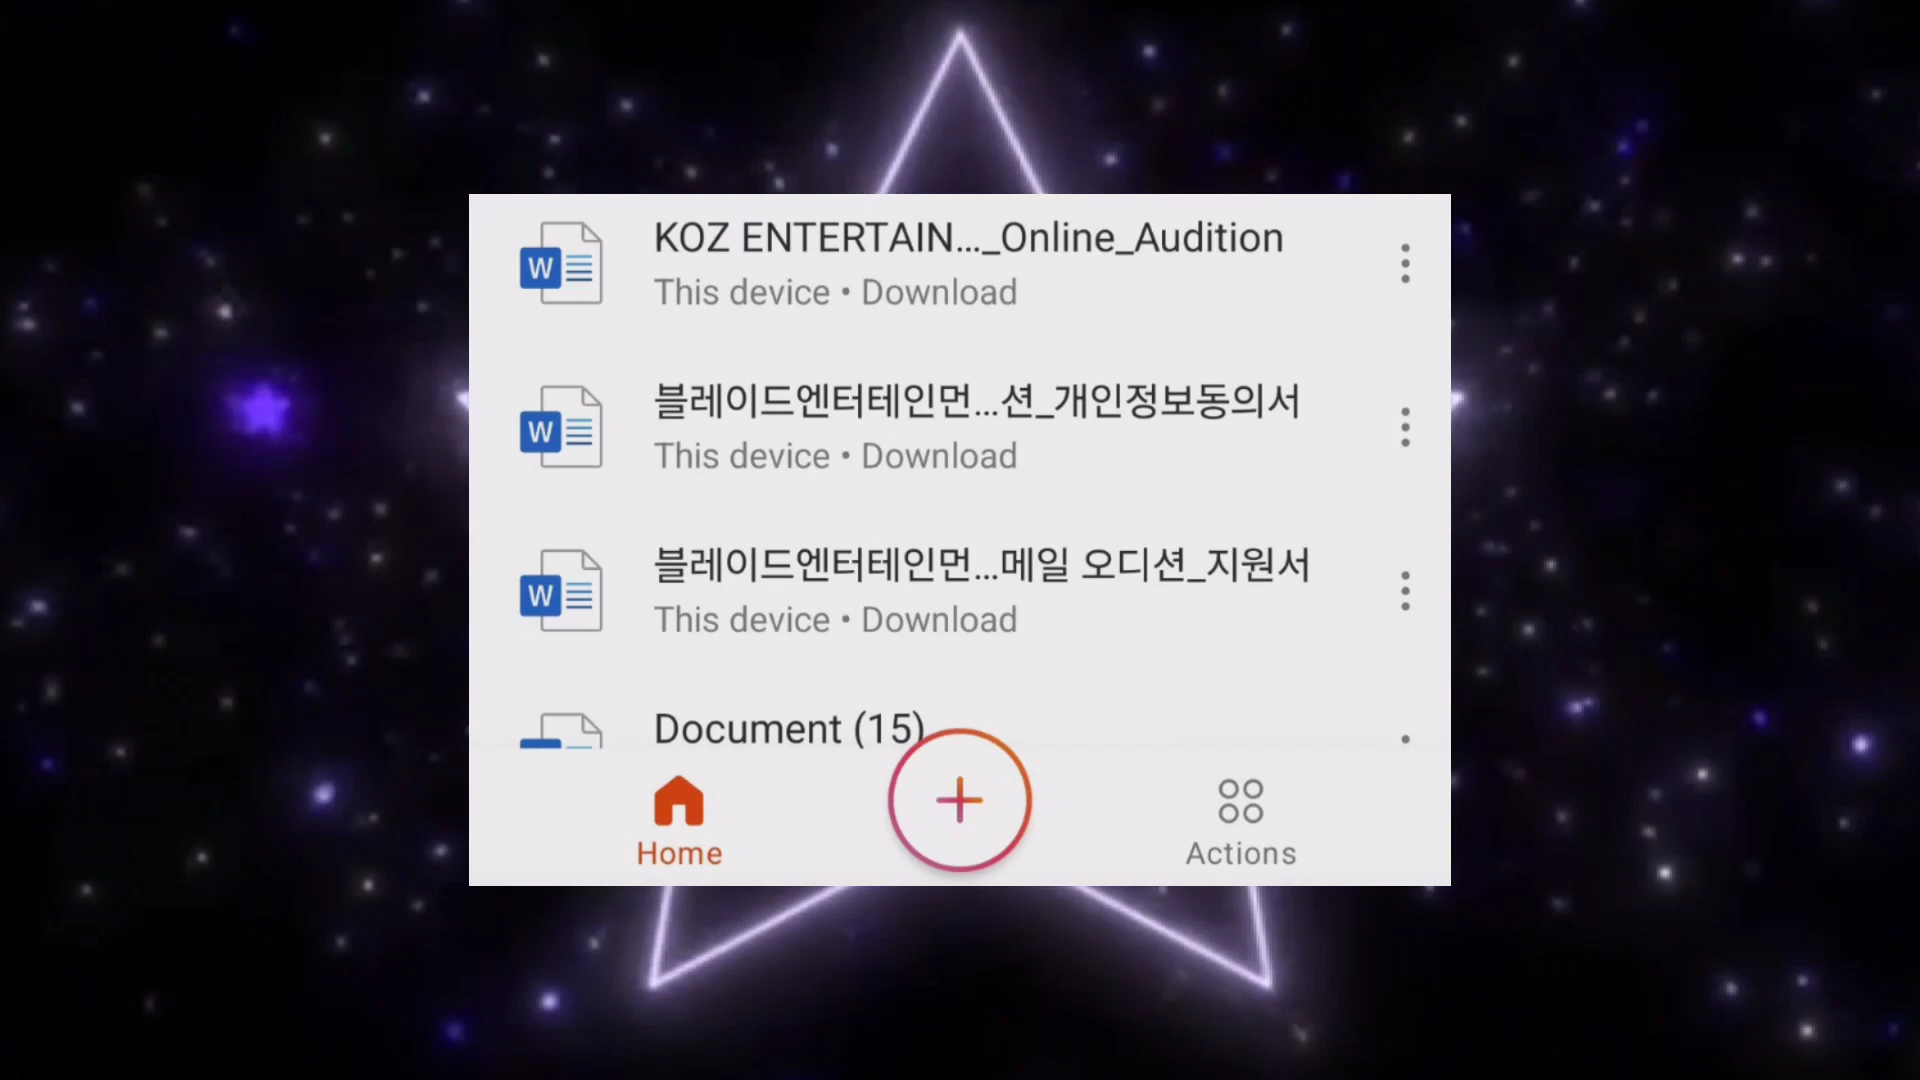 KOZ ENTERTAIN..._Online_Audition
This device • Download
블레이드엔터테인먼...션_개인정보동의서
This device • Download
블레이드엔터테인먼...메일 오디션_지원서
This device • Download
Document (15)
Home
Actions